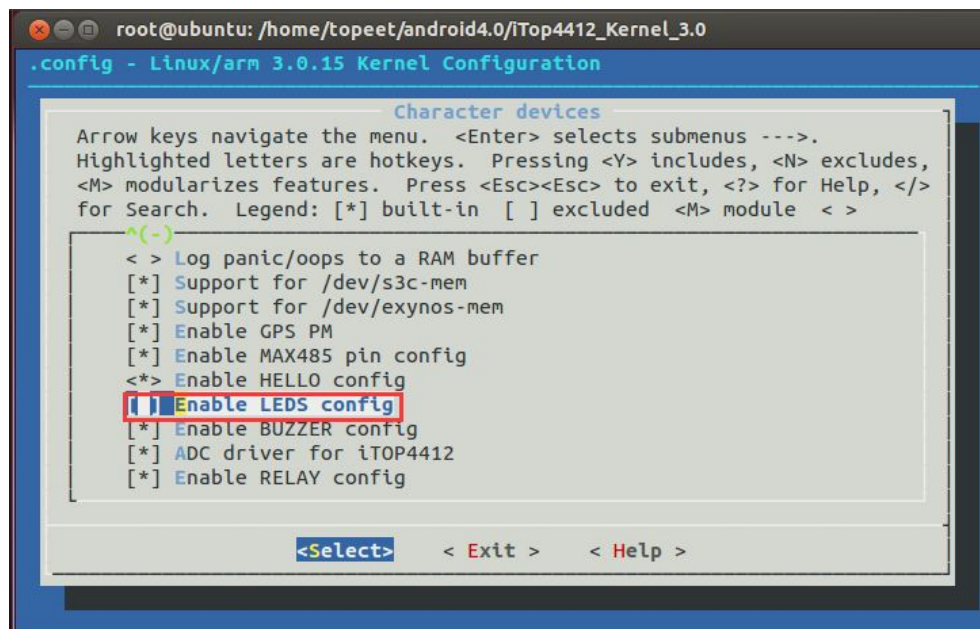 root@ubuntu: /home/topeet/android4.0/iTop4412_Kernel_3.0
.config - Linux/arm 3.0.15 Kernel Configuration
Character devices
Arrow keys navigate the menu.  <Enter> selects submenus --->.
Highlighted letters are hotkeys.  Pressing <Y> includes, <N> excludes,
<M> modularizes features.  Press <Esc><Esc> to exit, <?> for Help, </>
for Search.  Legend: [*] built-in  [ ] excluded  <M> module  < >
^(-)
< > Log panic/oops to a RAM buffer
[*] Support for /dev/s3c-mem
[*] Support for /dev/exynos-mem
[*] Enable GPS PM
[*] Enable MAX485 pin config
<*> Enable HELLO config
[ ] Enable LEDS config
[*] Enable BUZZER config
[*] ADC driver for iTOP4412
[*] Enable RELAY config
<Select>    < Exit >    < Help >